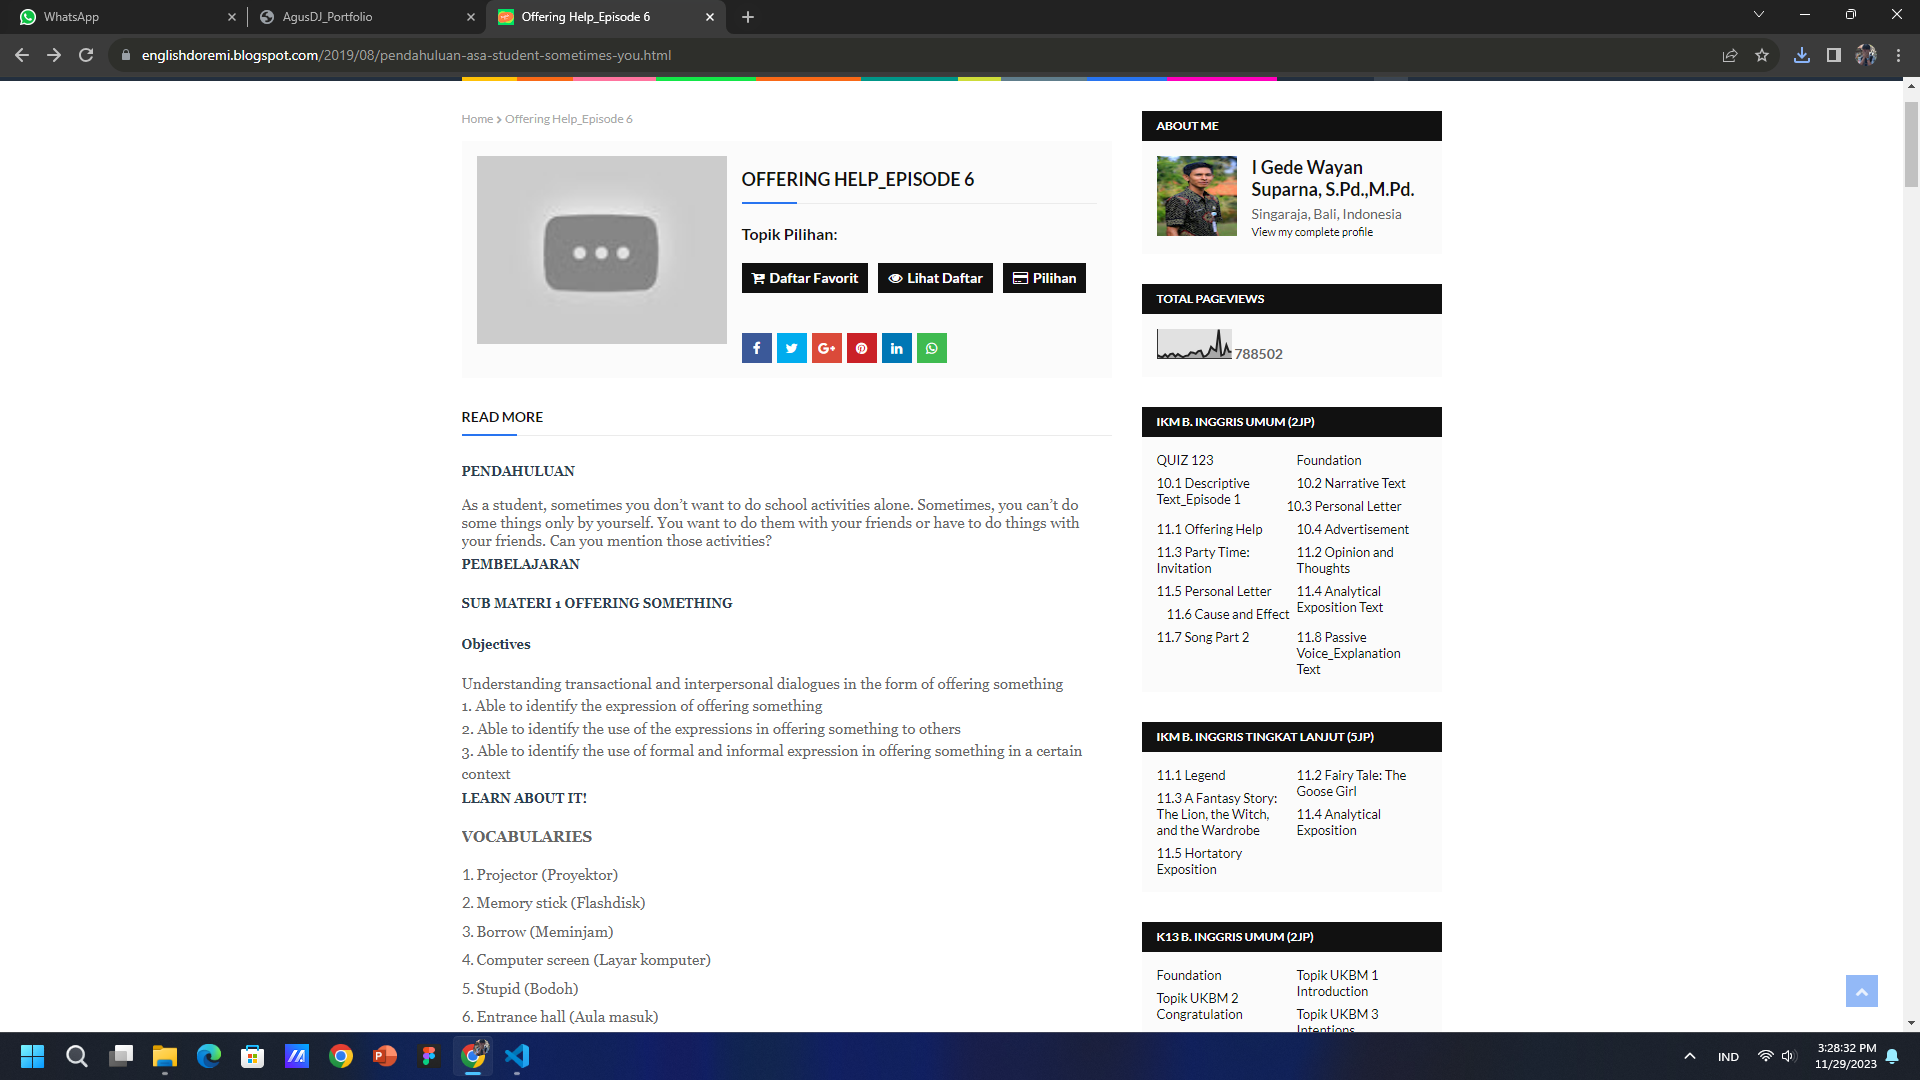 WhatsApp
AgusDJ_Portfolio
Offering Help_Episode 6
englishdoremi.blogspot.com/2019/08/pendahuluan-asa-student-sometimes-you.html
Home > Offering Help_Episode 6
OFFERING HELP_EPISODE 6
Topik Pilihan:
Daftar Favorit
Lihat Daftar
Pilihan
READ MORE
PENDAHULUAN
As a student, sometimes you don’t want to do school activities alone. Sometimes, you can’t do
some things only by yourself. You want to do them with your friends or have to do things with
your friends. Can you mention those activities?
PEMBELAJARAN
SUB MATERI 1 OFFERING SOMETHING
Objectives
Understanding transactional and interpersonal dialogues in the form of offering something
1. Able to identify the expression of offering something
2. Able to identify the use of the expressions in offering something to others
3. Able to identify the use of formal and informal expression in offering something in a certain
context
LEARN ABOUT IT!
VOCABULARIES
1. Projector (Proyektor)
2. Memory stick (Flashdisk)
3. Borrow (Meminjam)
4. Computer screen (Layar komputer)
5. Stupid (Bodoh)
6. Entrance hall (Aula masuk)
ABOUT ME
I Gede Wayan
Suparna, S.Pd.,M.Pd.
Singaraja, Bali, Indonesia
View my complete profile
TOTAL PAGEVIEWS
788502
IKM B. INGGRIS UMUM (2JP)
QUIZ 123
Foundation
10.1 Descriptive
Text_Episode 1
10.2 Narrative Text
10.3 Personal Letter
11.1 Offering Help
10.4 Advertisement
11.3 Party Time:
Invitation
11.2 Opinion and
Thoughts
11.5 Personal Letter
11.4 Analytical
Exposition Text
11.6 Cause and Effect
11.7 Song Part 2
11.8 Passive
Voice_Explanation
Text
IKM B. INGGRIS TINGKAT LANJUT (5JP)
11.1 Legend
11.2 Fairy Tale: The
Goose Girl
11.3 A Fantasy Story:
The Lion, the Witch,
and the Wardrobe
11.4 Analytical
Exposition
11.5 Hortatory
Exposition
K13 B. INGGRIS UMUM (2JP)
Foundation
Topik UKBM 1
Introduction
Topik UKBM 2
Congratulation
Topik UKBM 3
Intentions
IND
3:28:32 PM
11/29/2023